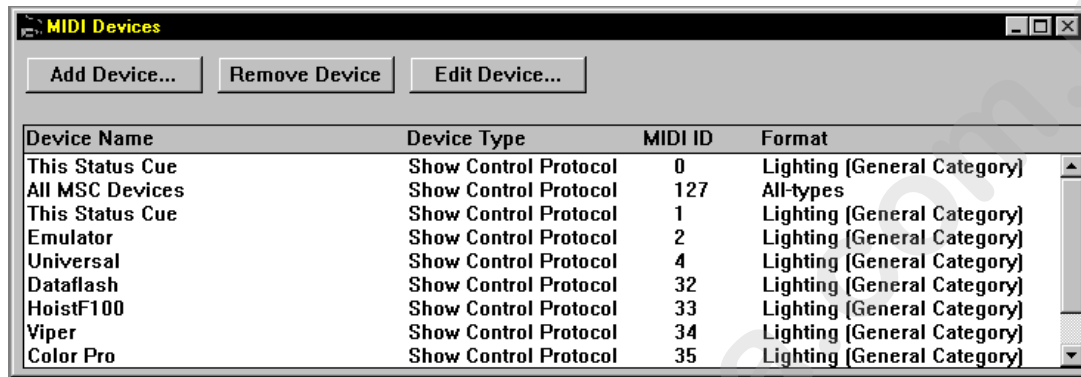 MIDI Devices
Add Device... Remove Device Edit Device...
Device Name Device Type MIDI ID Format
This Status Cue Show Control Protocol 0 Lighting (General Category)
All MSC Devices Show Control Protocol 127 All-types
This Status Cue Show Control Protocol 1 Lighting (General Category)
Emulator Show Control Protocol 2 Lighting (General Category)
Universal Show Control Protocol 4 Lighting (General Category)
Dataflash Show Control Protocol 32 Lighting (General Category)
HoistF100 Show Control Protocol 33 Lighting (General Category)
Viper Show Control Protocol 34 Lighting (General Category)
Color Pro Show Control Protocol 35 Lighting (General Category)